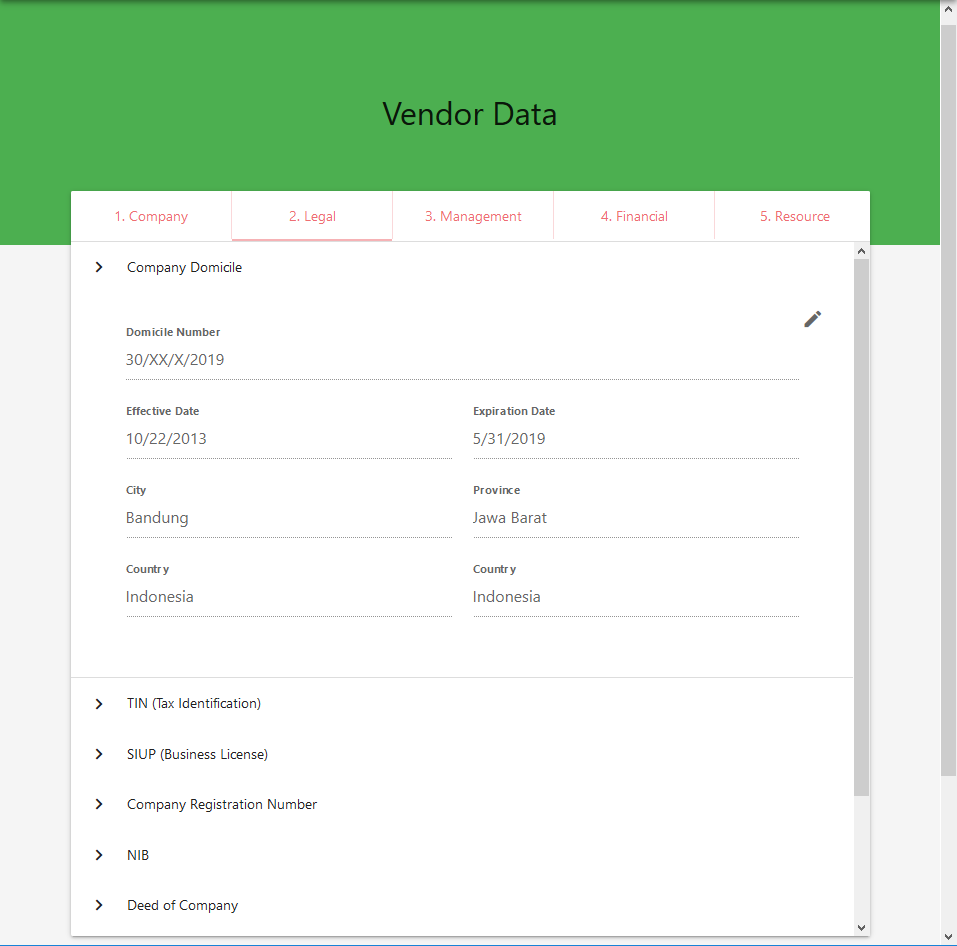 Vendor Data
1. Company 2. Legal 3. Management 4. Financial 5. Resource
Company Domicile
Domicile Number
30/XX/X/2019
Effective Date Expiration Date
10/22/2013 5/31/2019
City Province
Bandung Jawa Barat
Country Country
Indonesia Indonesia
TIN (Tax Identification)
SIUP (Business License)
Company Registration Number
NIB
Deed of Company